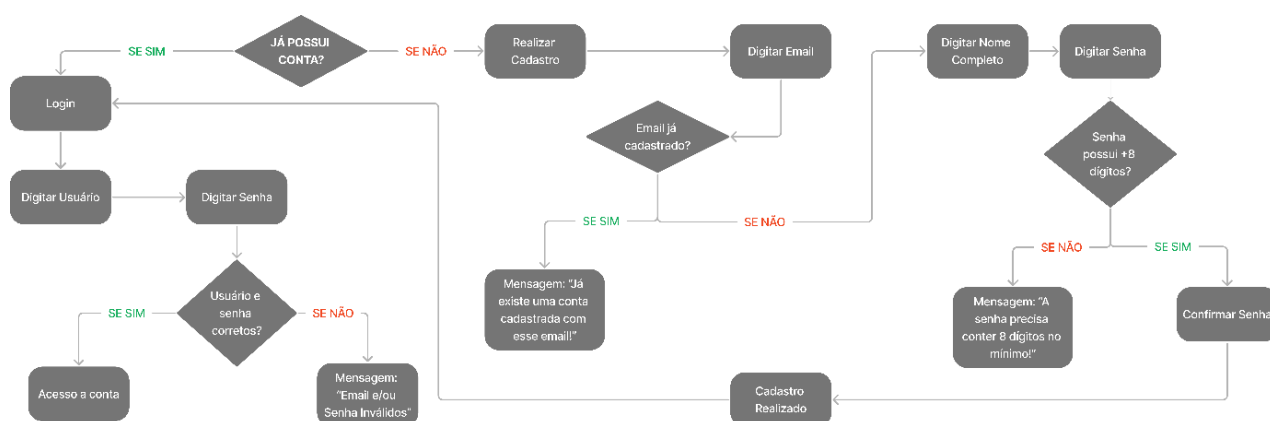 JÁ POSSUI
CONTA?
SE SIM
SE NÃO
Realizar
Cadastro
Digitar Email
Digitar Nome
Completo
Digitar Senha
Login
Email já
cadastrado?
Senha
possui +8
dígitos?
Digitar Usuário
Digitar Senha
SE SIM
SE NÃO
SE NÃO
SE SIM
Usuário e
senha
corretos?
SE SIM
SE NÃO
Mensagem: "Já
existe uma conta
cadastrada com
esse email!"
Mensagem: "A
senha precisa
conter 8 dígitos no
mínimo!"
Confirmar Senha
Acesso a conta
Mensagem:
"Email e/ou
Senha Inválidos"
Cadastro
Realizado